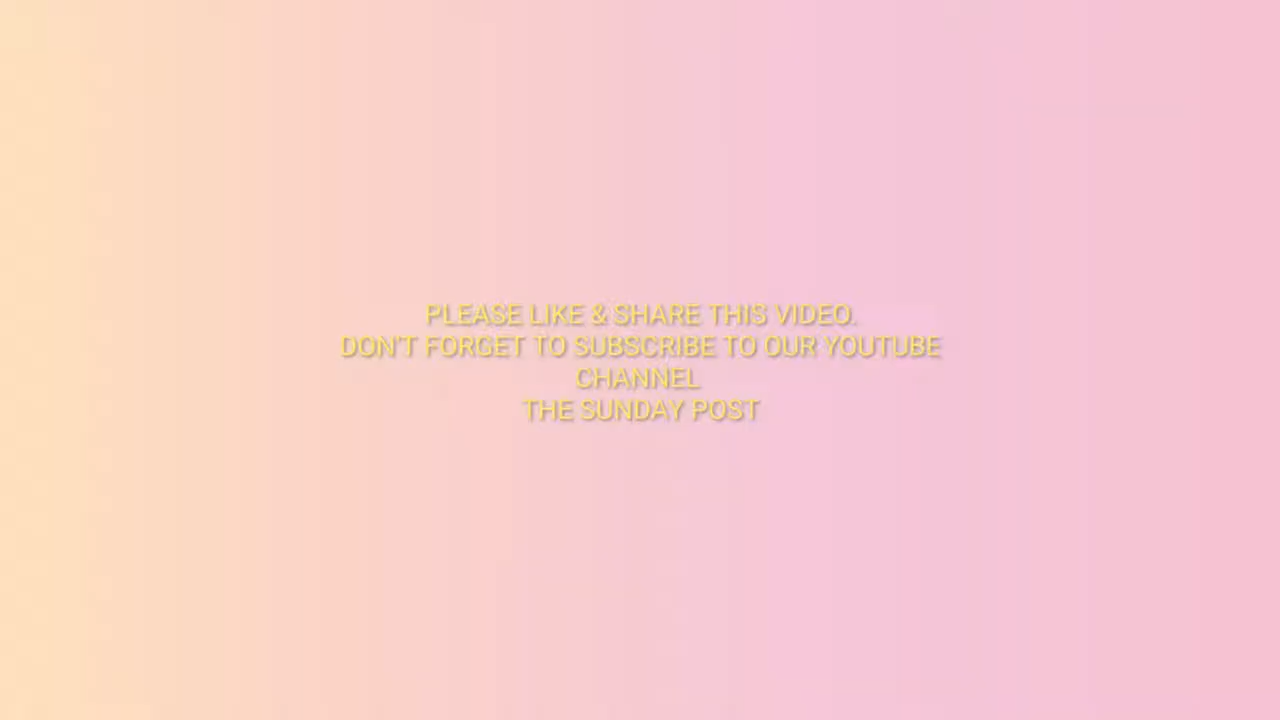 PLEASE LIKE & SHARE THIS VIDEO.
DON'T FORGET TO SUBSCRIBE TO OUR YOUTUBE
CHANNEL
THE SUNDAY POST